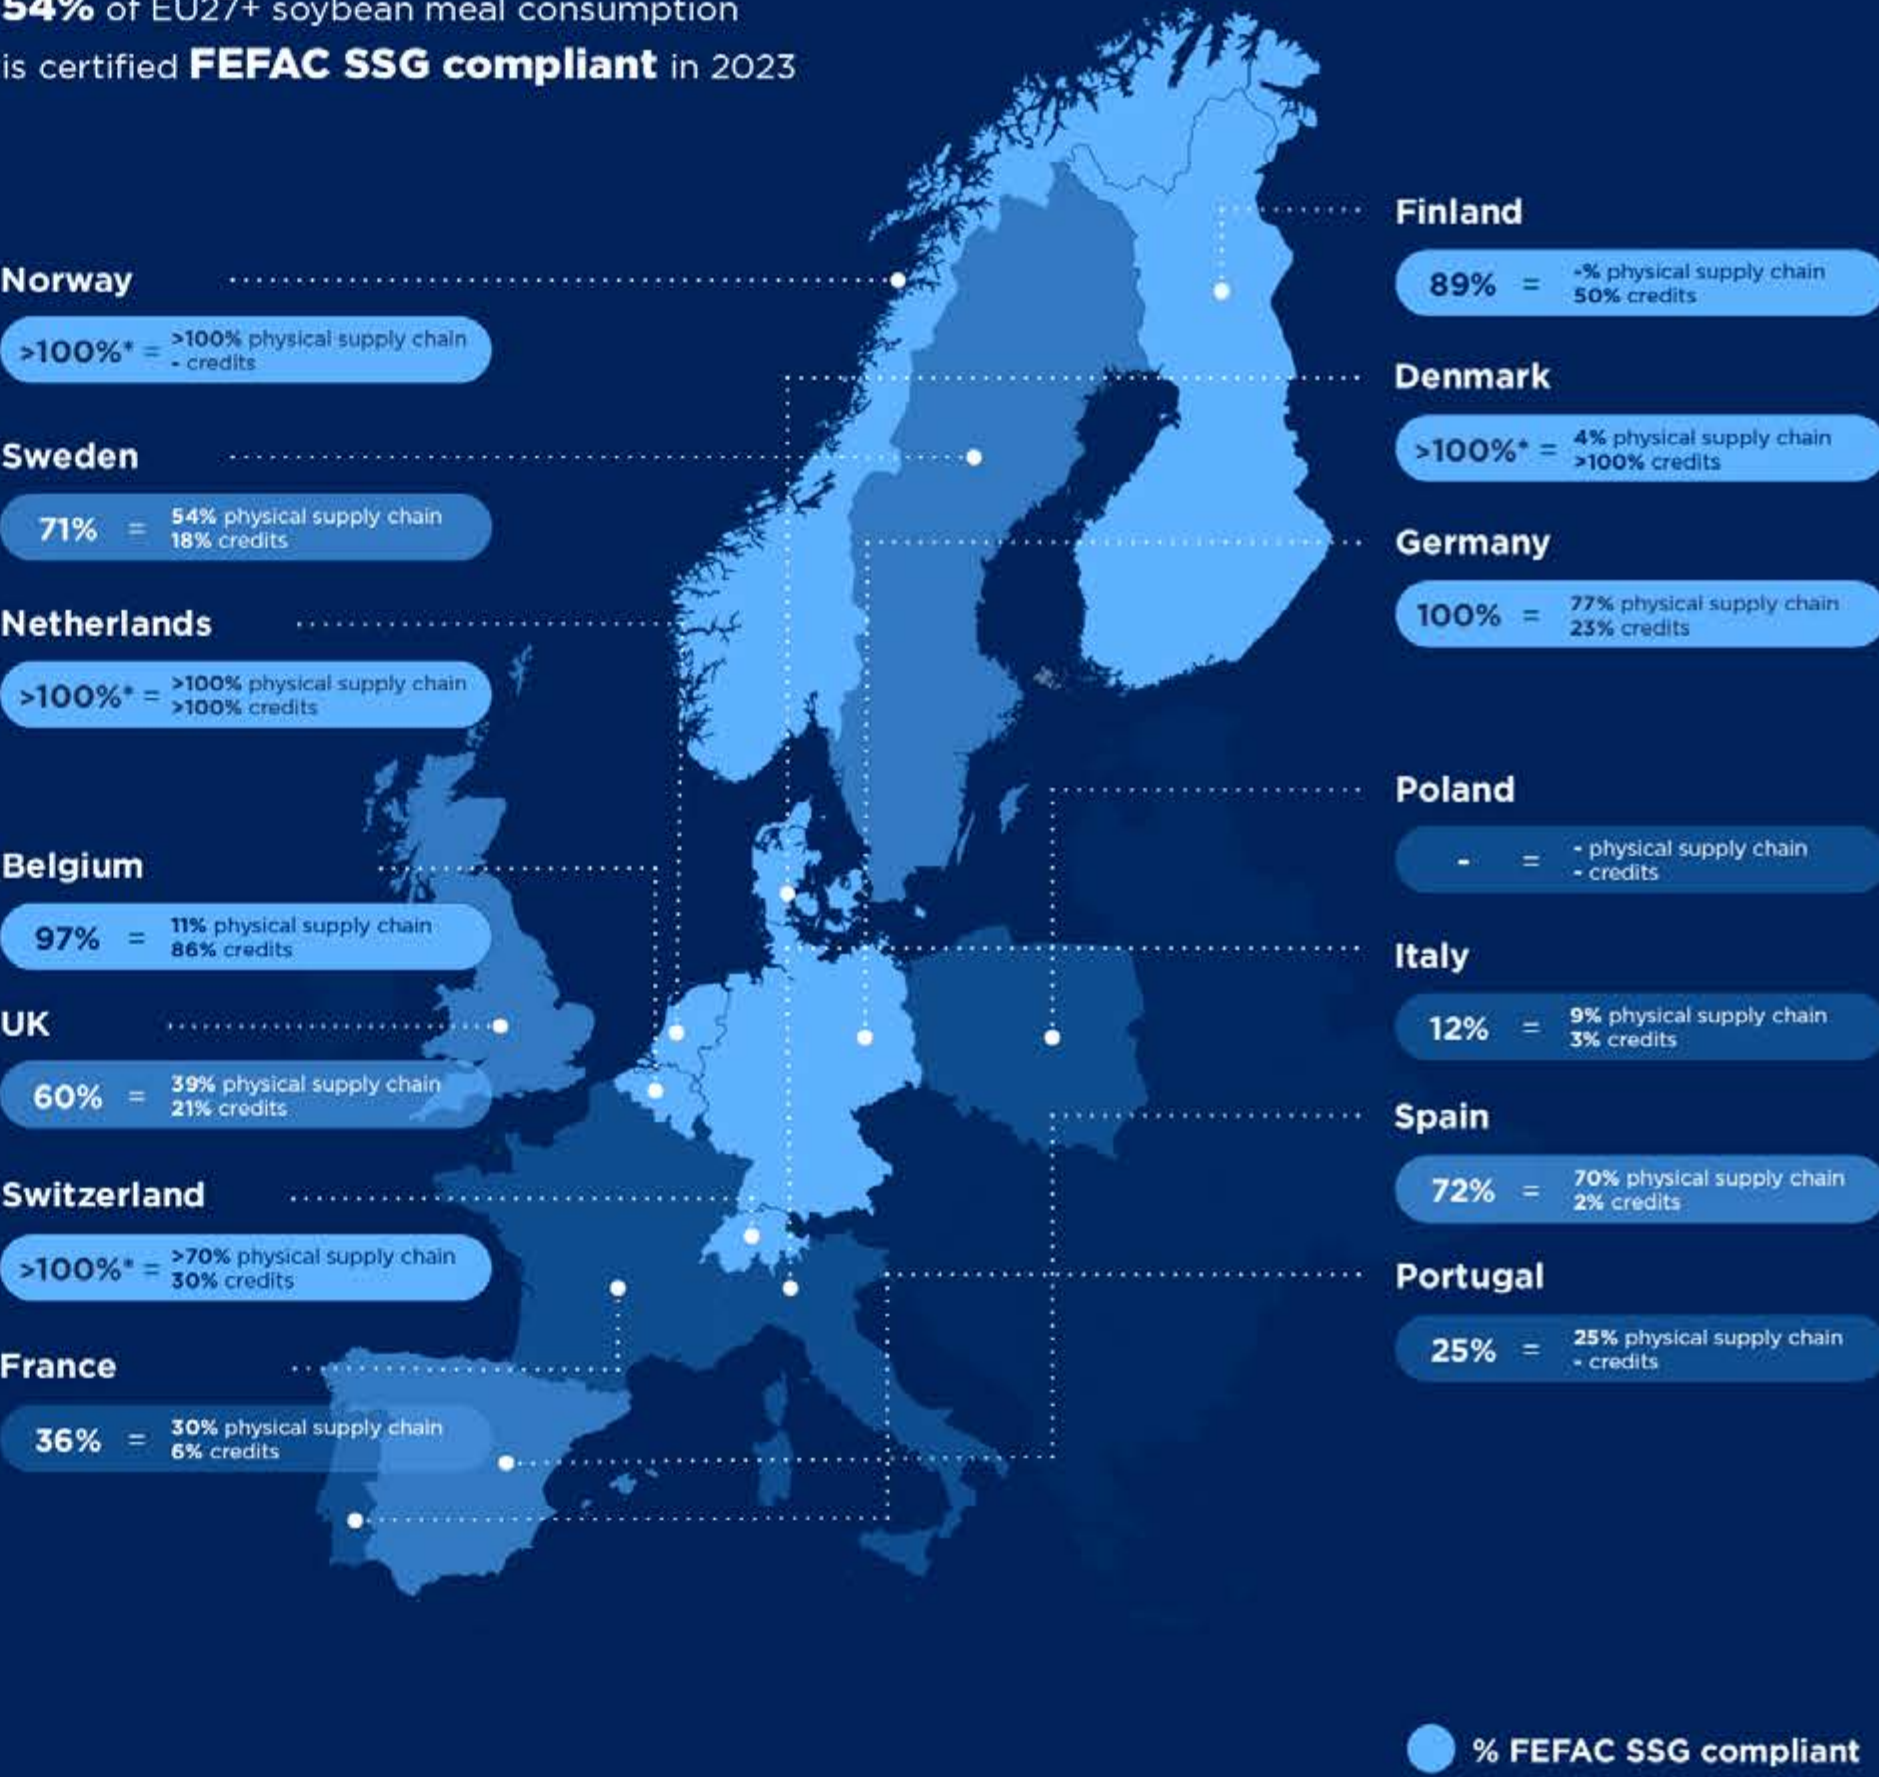 54% of EU27+ soybean meal consumption
is certified FEFAC SSG compliant in 2023
Norway
>100%* = >100% physical supply chain
- credits
Sweden
71% = 54% physical supply chain
18% credits
Netherlands
>100%* = >100% physical supply chain
>100% credits
Belgium
97% = 11% physical supply chain
86% credits
UK
60% = 39% physical supply chain
21% credits
Switzerland
>100%* = >70% physical supply chain
30% credits
France
36% = 30% physical supply chain
6% credits
Finland
89% = -% physical supply chain
50% credits
Denmark
>100%* = 4% physical supply chain
>100% credits
Germany
100% = 77% physical supply chain
23% credits
Poland
- = - physical supply chain
- credits
Italy
12% = 9% physical supply chain
3% credits
Spain
72% = 70% physical supply chain
2% credits
Portugal
25% = 25% physical supply chain
- credits
% FEFAC SSG compliant